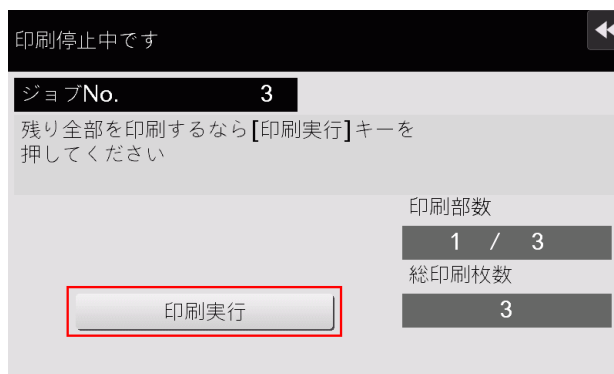 印刷停止中です
ジョブNo. 3
残り全部を印刷するなら[印刷実行]キーを
押してください
印刷部数
1 / 3
総印刷枚数
3
印刷実行